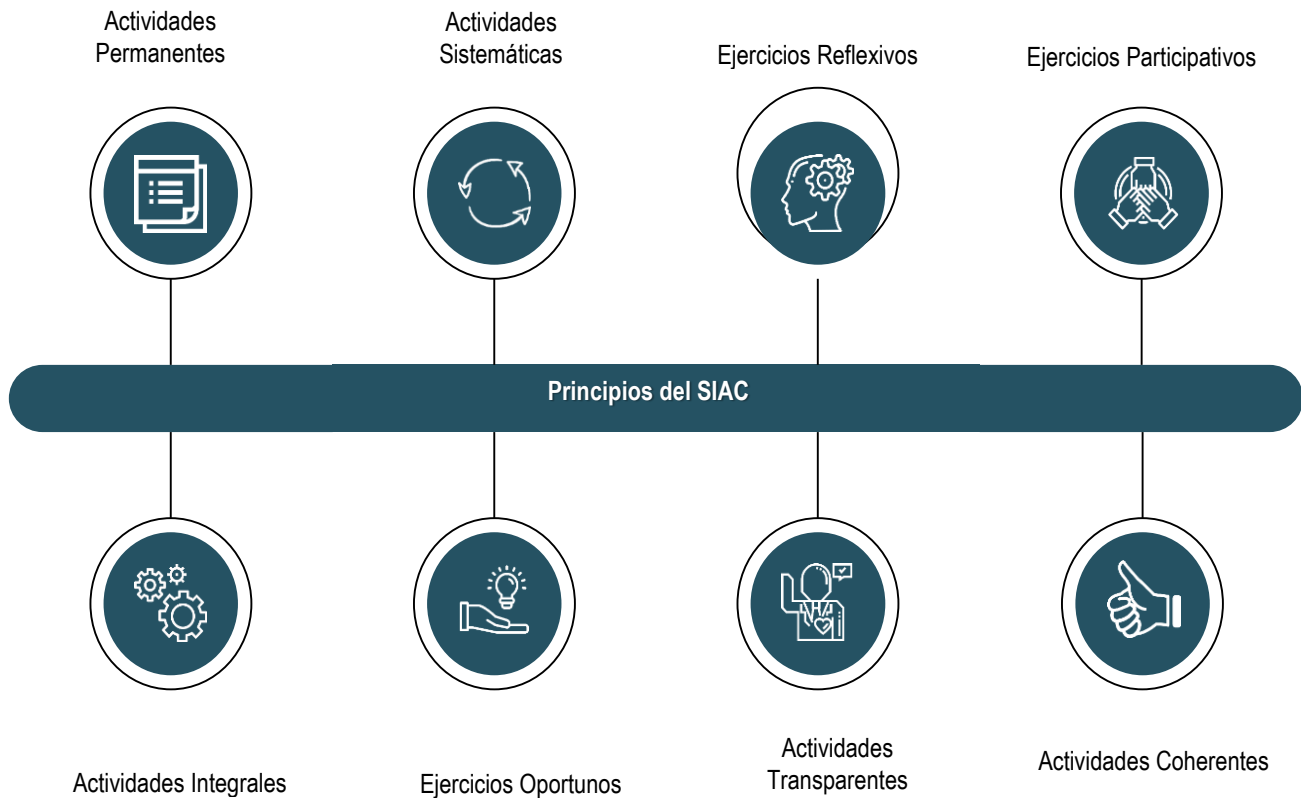 Actividades
Permanentes
Actividades
Sistemáticas
Ejercicios Reflexivos
Ejercicios Participativos
Principios del SIAC
Actividades Integrales
Ejercicios Oportunos
Actividades
Transparentes
Actividades Coherentes